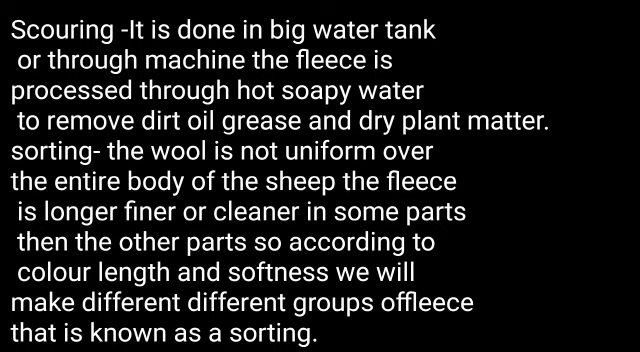 Scouring -It is done in big water tank
or through machine the fleece is
processed through hot soapy water
to remove dirt oil grease and dry plant matter.
sorting- the wool is not uniform over
the entire body of the sheep the fleece
is longer finer or cleaner in some parts
then the other parts so according to
colour length and softness we will
make different different groups offleece
that is known as a sorting.